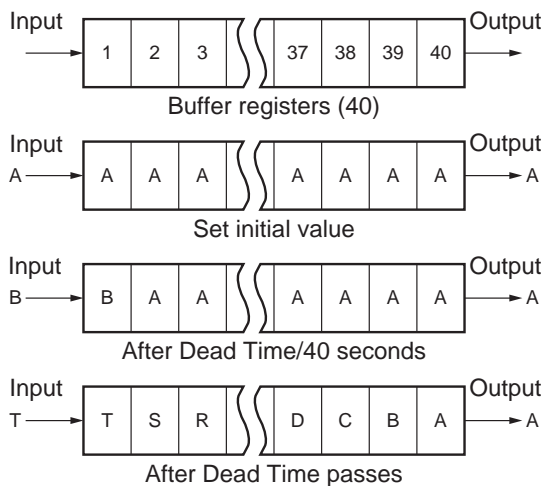 Input Output
1 2 3 37 38 39 40
Buffer registers (40)
Input Output
A A A A A A A A A
Set initial value
Input Output
B B A A A A A A A
After Dead Time/40 seconds
Input Output
T T S R D C B A A
After Dead Time passes